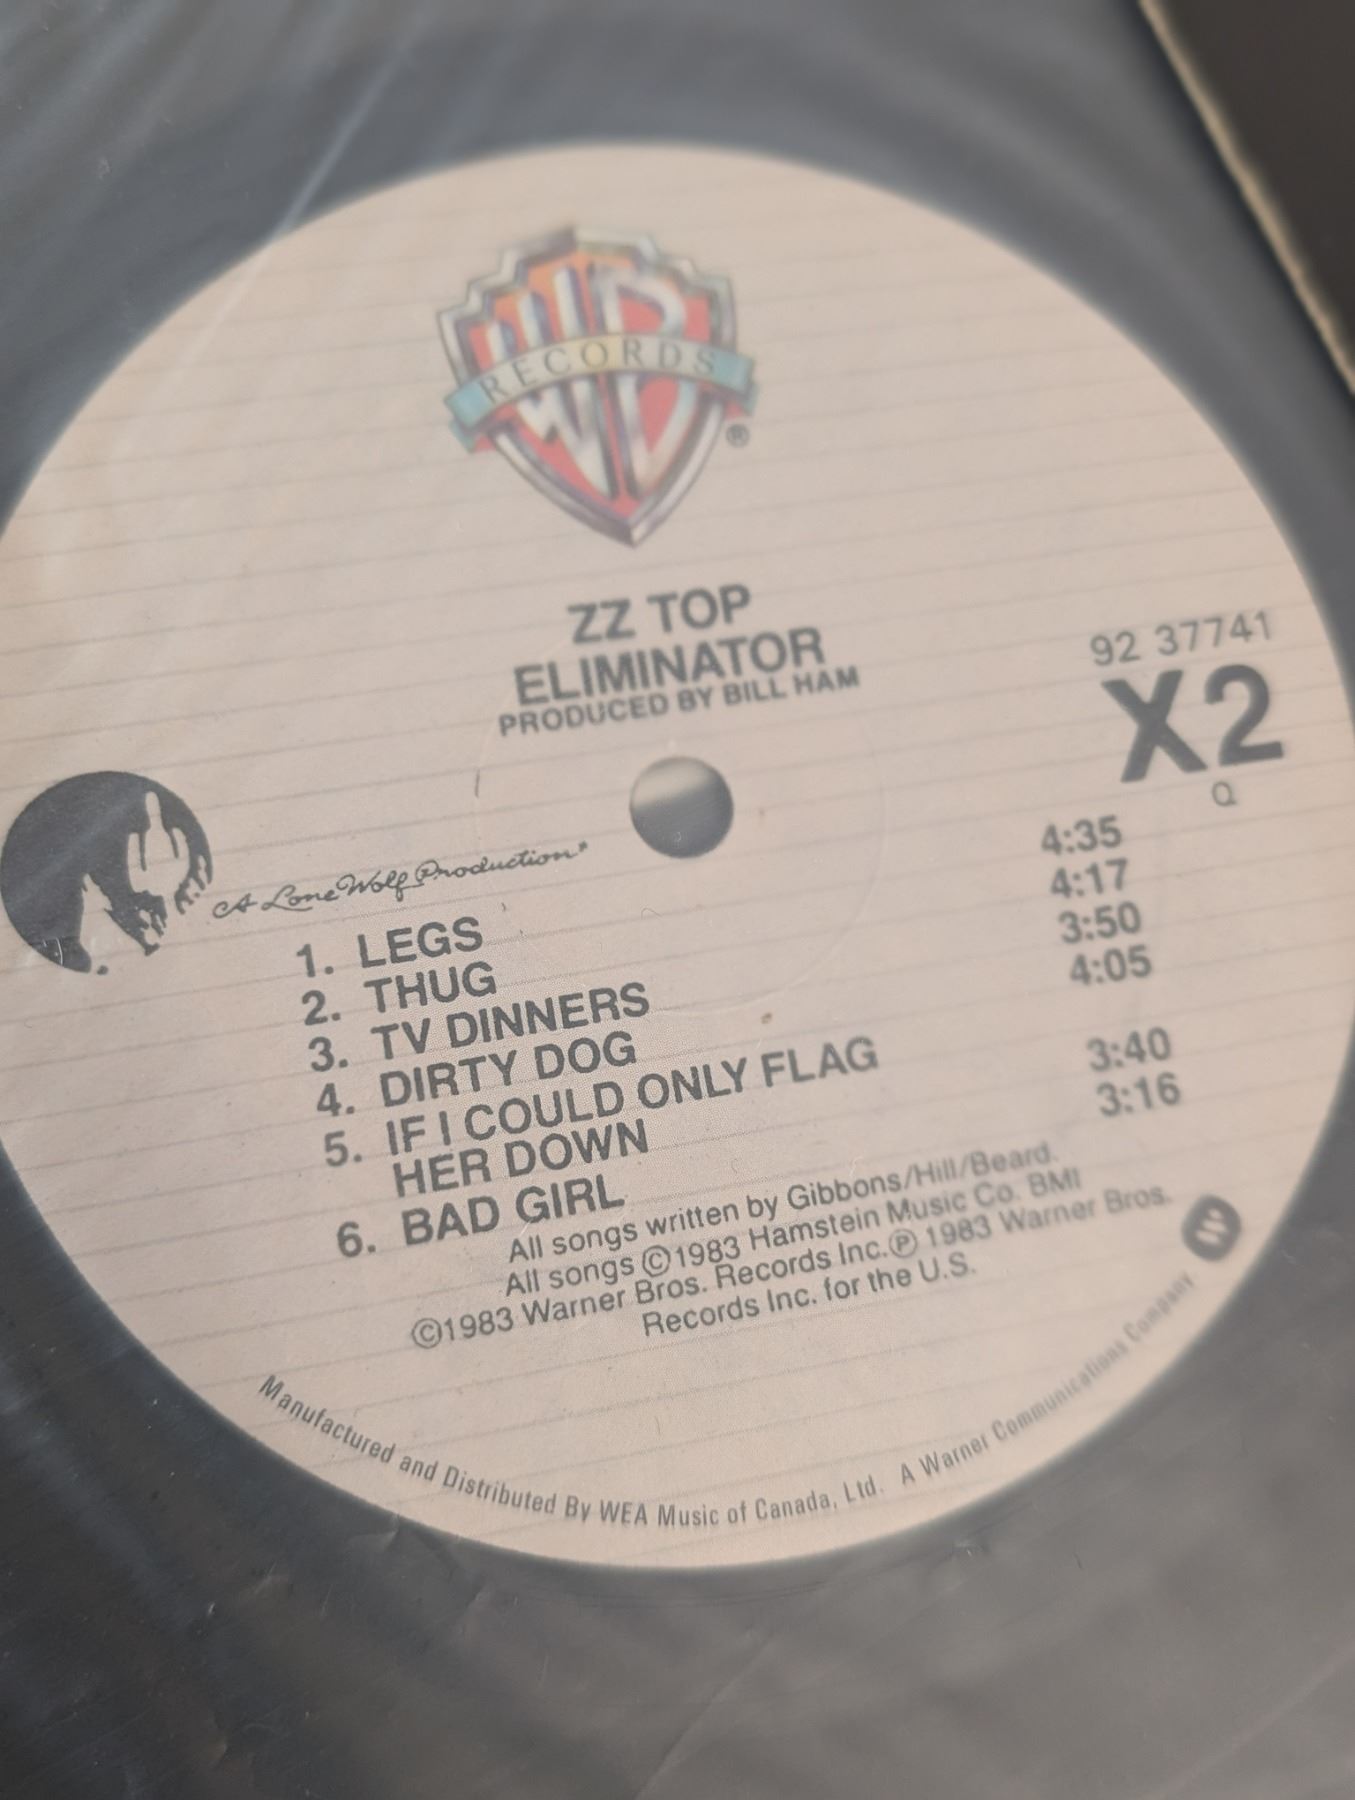 WB
RECORDS
®
ZZ TOP
ELIMINATOR
PRODUCED BY BILL HAM
92 37741
X2
Q
A Lone Wolf Production*
1. LEGS 4:35
2. THUG 4:17
3. TV DINNERS 3:50
4. DIRTY DOG 4:05
5. IF I COULD ONLY FLAG
HER DOWN 3:40
6. BAD GIRL 3:16
All songs written by Gibbons/Hill/Beard.
All songs ©1983 Hamstein Music Co. BMI
©1983 Warner Bros. Records Inc.℗ 1983 Warner Bros.
Records Inc. for the U.S.
Manufactured and Distributed By WEA Music of Canada, Ltd. A Warner Communications Company